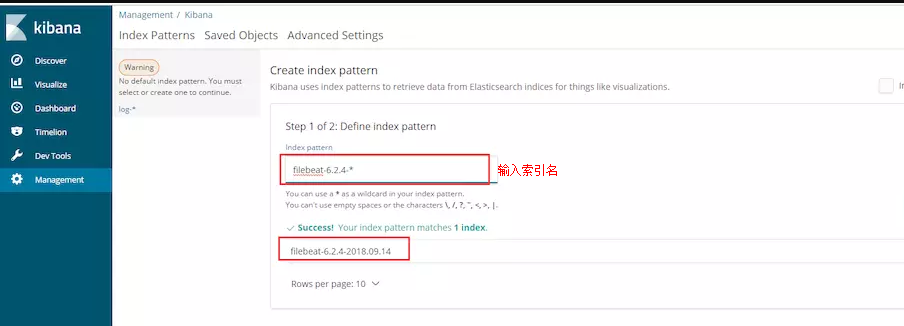 kibana
Discover
Visualize
Dashboard
Timelion
Dev Tools
Management
Management / Kibana
Index Patterns Saved Objects Advanced Settings
Warning
No default index pattern. You must
select or create one to continue.
log-*
Create index pattern
Kibana uses index patterns to retrieve data from Elasticsearch indices for things like visualizations.
Step 1 of 2: Define index pattern
Index pattern
filebeat-6.2.4-*
输入索引名
You can use a * as a wildcard in your index pattern.
You can't use empty spaces or the characters \, /, ?, ", <, >, |.
Success! Your index pattern matches 1 index.
filebeat-6.2.4-2018.09.14
Rows per page: 10